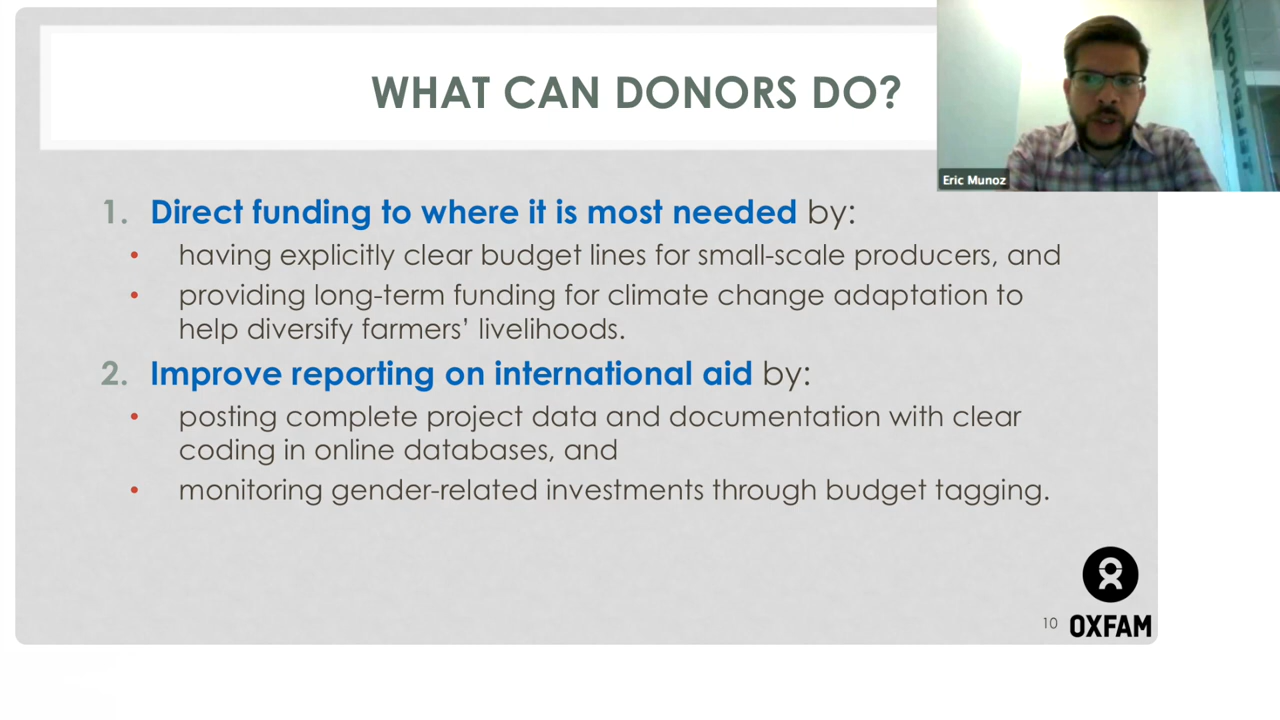 WHAT CAN DONORS DO?
Eric Munoz
1. Direct funding to where it is most needed by:
• having explicitly clear budget lines for small-scale producers, and
• providing long-term funding for climate change adaptation to
help diversify farmers’ livelihoods.
2. Improve reporting on international aid by:
• posting complete project data and documentation with clear
coding in online databases, and
• monitoring gender-related investments through budget tagging.
10
OXFAM